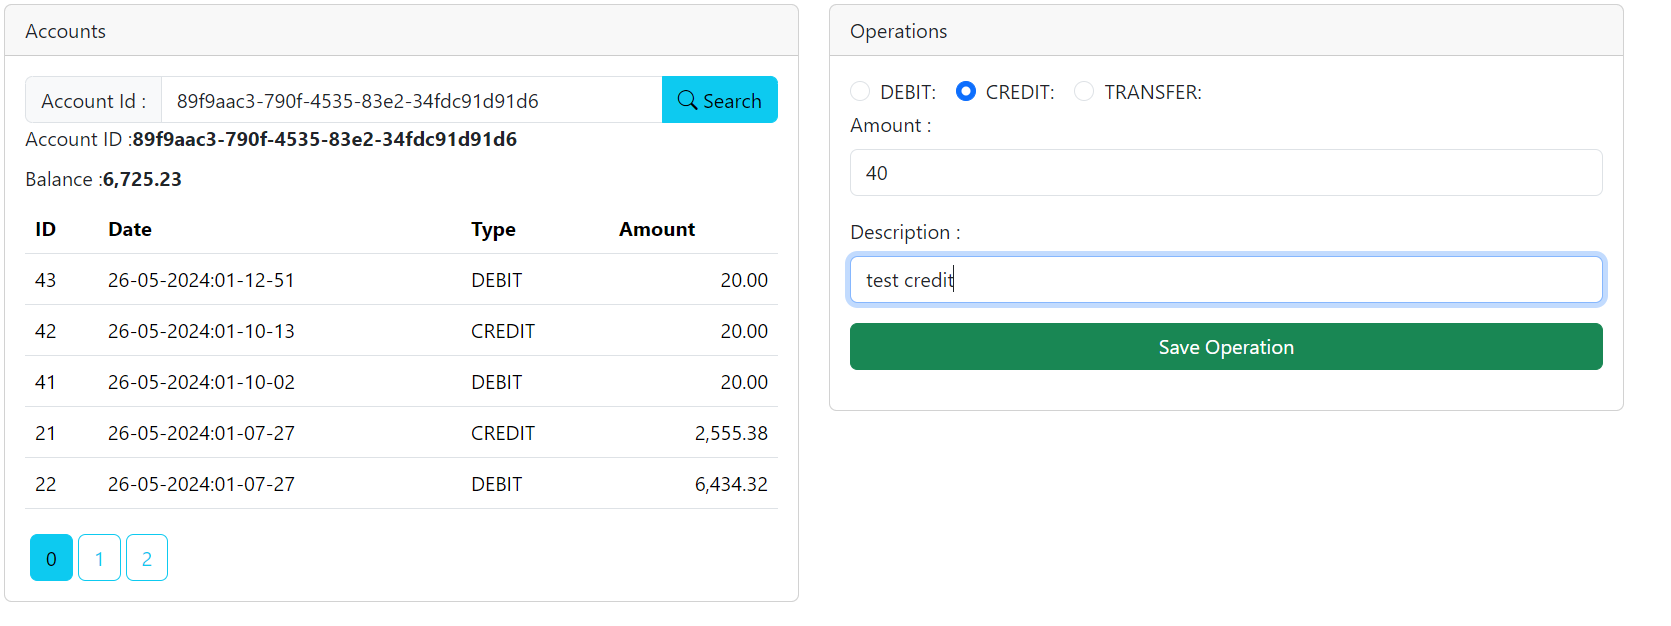 Accounts
Account Id : 89f9aac3-790f-4535-83e2-34fdc91d91d6 Search
Account ID :89f9aac3-790f-4535-83e2-34fdc91d91d6
Balance :6,725.23
ID Date Type Amount
43 26-05-2024:01-12-51 DEBIT 20.00
42 26-05-2024:01-10-13 CREDIT 20.00
41 26-05-2024:01-10-02 DEBIT 20.00
21 26-05-2024:01-07-27 CREDIT 2,555.38
22 26-05-2024:01-07-27 DEBIT 6,434.32
0 1 2
Operations
DEBIT: CREDIT: TRANSFER:
Amount :
40
Description :
test credit
Save Operation